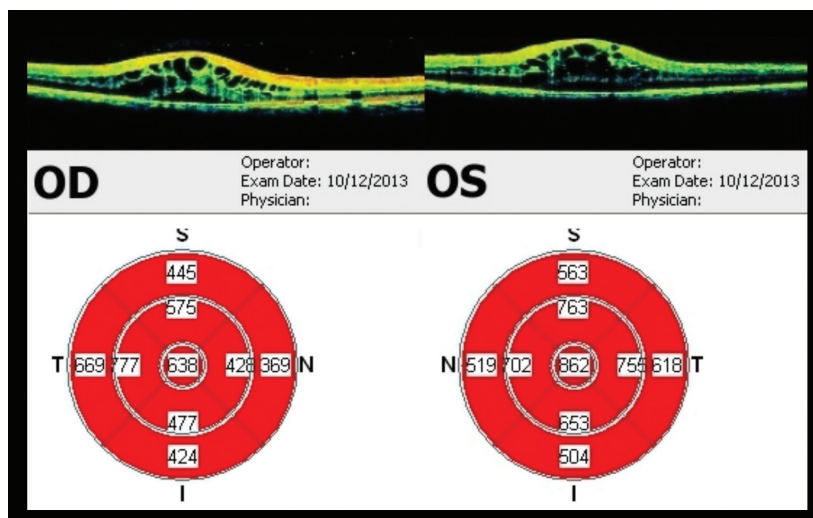 OD
Operator:
Exam Date: 10/12/2013
Physician:
OS
Operator:
Exam Date: 10/12/2013
Physician:
S
445
575
T 669 777 638 428 369 N
477
424
I
S
563
763
N 519 702 862 755 618 T
653
504
I